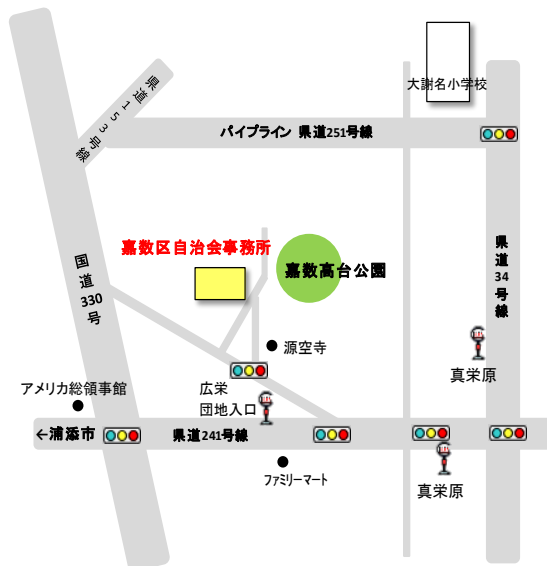 大謝名小学校
県道153号線
パイプライン 県道251号線
嘉数区自治会事務所
嘉数高台公園
国道330号
県道34号線
源空寺
真栄原
アメリカ総領事館
広栄
団地入口
←浦添市
県道241号線
ファミリーマート
真栄原